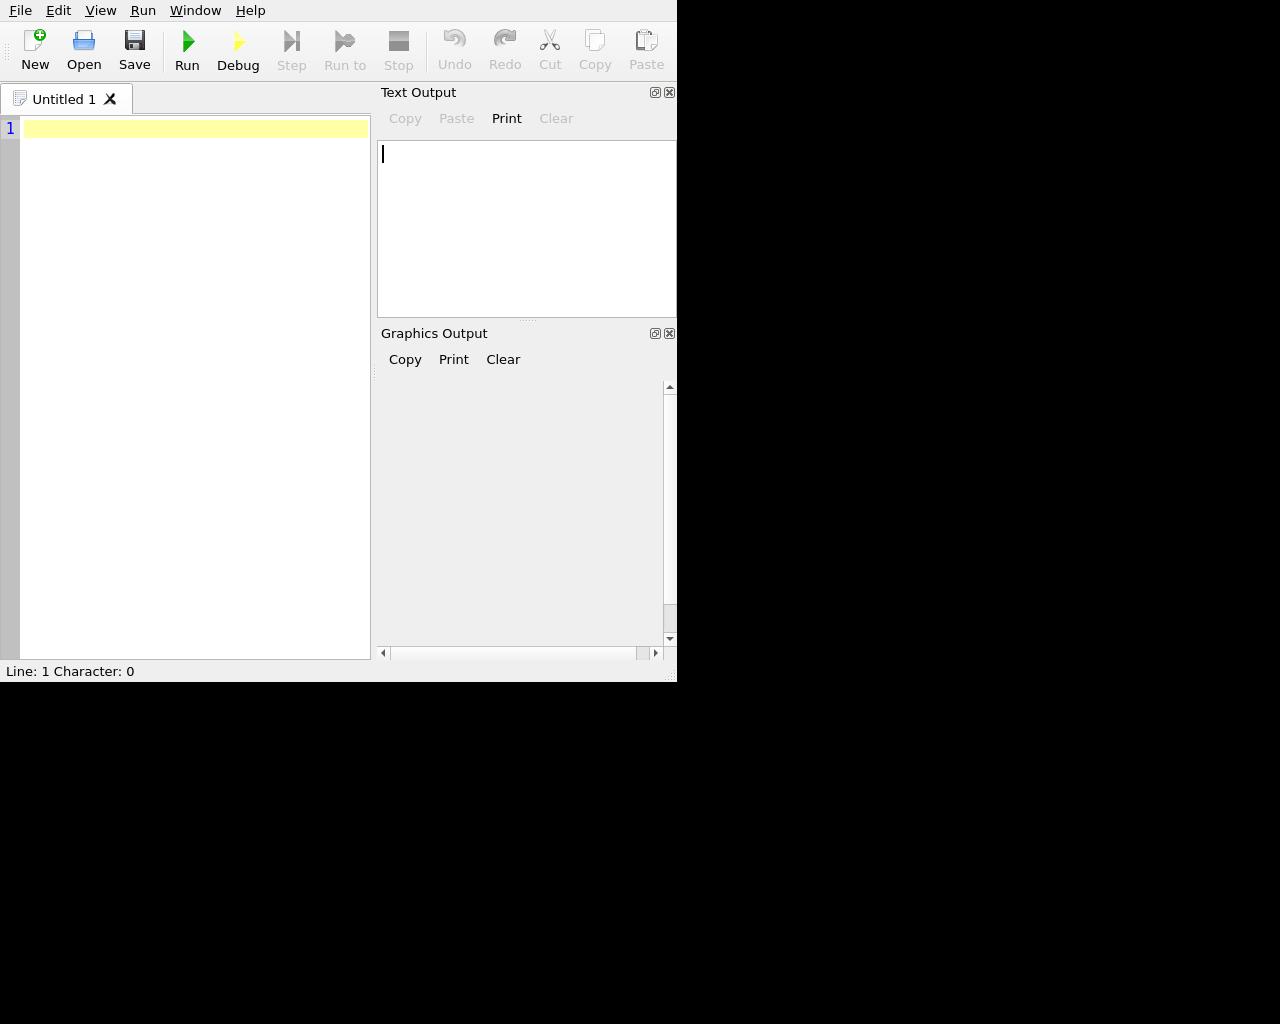 File Edit View Run Window Help
New Open Save Run Debug Step Run to Stop Undo Redo Cut Copy Paste
Untitled 1
1
Text Output
Copy Paste Print Clear
Graphics Output
Copy Print Clear
Line: 1 Character: 0